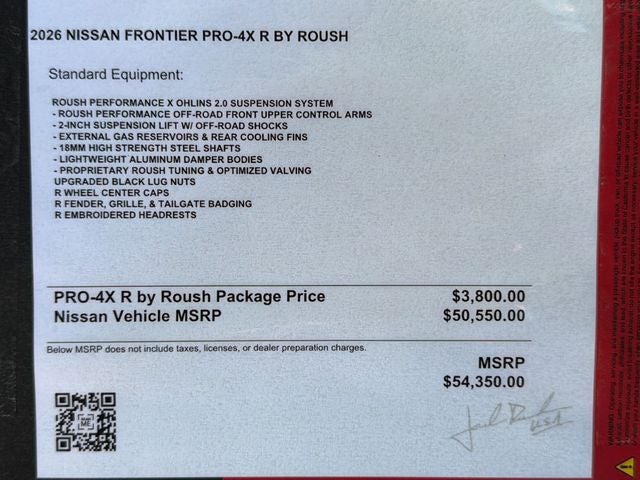 2026 NISSAN FRONTIER PRO-4X R BY ROUSH
Standard Equipment:
ROUSH PERFORMANCE X OHLINS 2.0 SUSPENSION SYSTEM
- ROUSH PERFORMANCE OFF-ROAD FRONT UPPER CONTROL ARMS
- 2-INCH SUSPENSION LIFT W/ OFF-ROAD SHOCKS
- EXTERNAL GAS RESERVOIRS & REAR COOLING FINS
- 18MM HIGH STRENGTH STEEL SHAFTS
- LIGHTWEIGHT ALUMINUM DAMPER BODIES
- PROPRIETARY ROUSH TUNING & OPTIMIZED VALVING
UPGRADED BLACK LUG NUTS
R WHEEL CENTER CAPS
R FENDER, GRILLE, & TAILGATE BADGING
R EMBROIDERED HEADRESTS
PRO-4X R by Roush Package Price $3,800.00
Nissan Vehicle MSRP $50,550.00
Below MSRP does not include taxes, licenses, or dealer preparation charges.
MSRP
$54,350.00